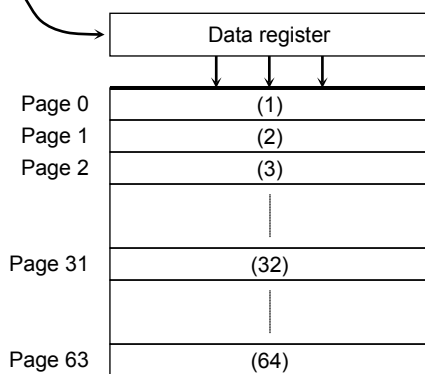 Data register
Page 0 (1)
Page 1 (2)
Page 2 (3)
Page 31 (32)
Page 63 (64)